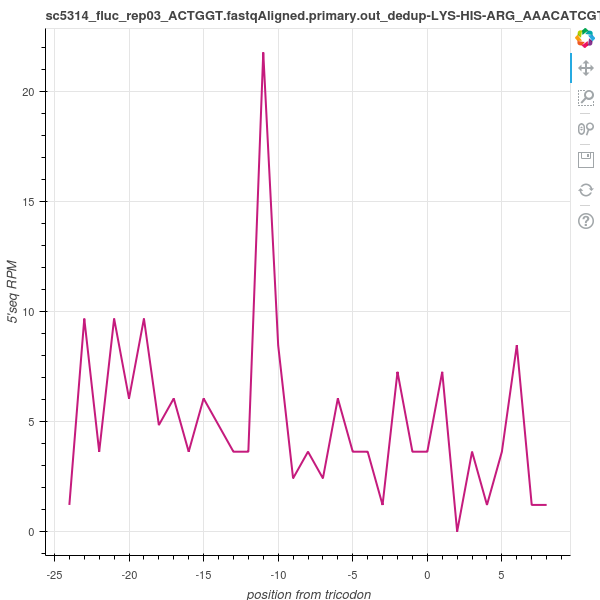 sc5314_fluc_rep03_ACTGGT.fastqAligned.primary.out_dedup-LYS-HIS-ARG_AAACATCGT
20
15
10
5
0
5'seq RPM
-25 -20 -15 -10 -5 0 5
position from tricodon